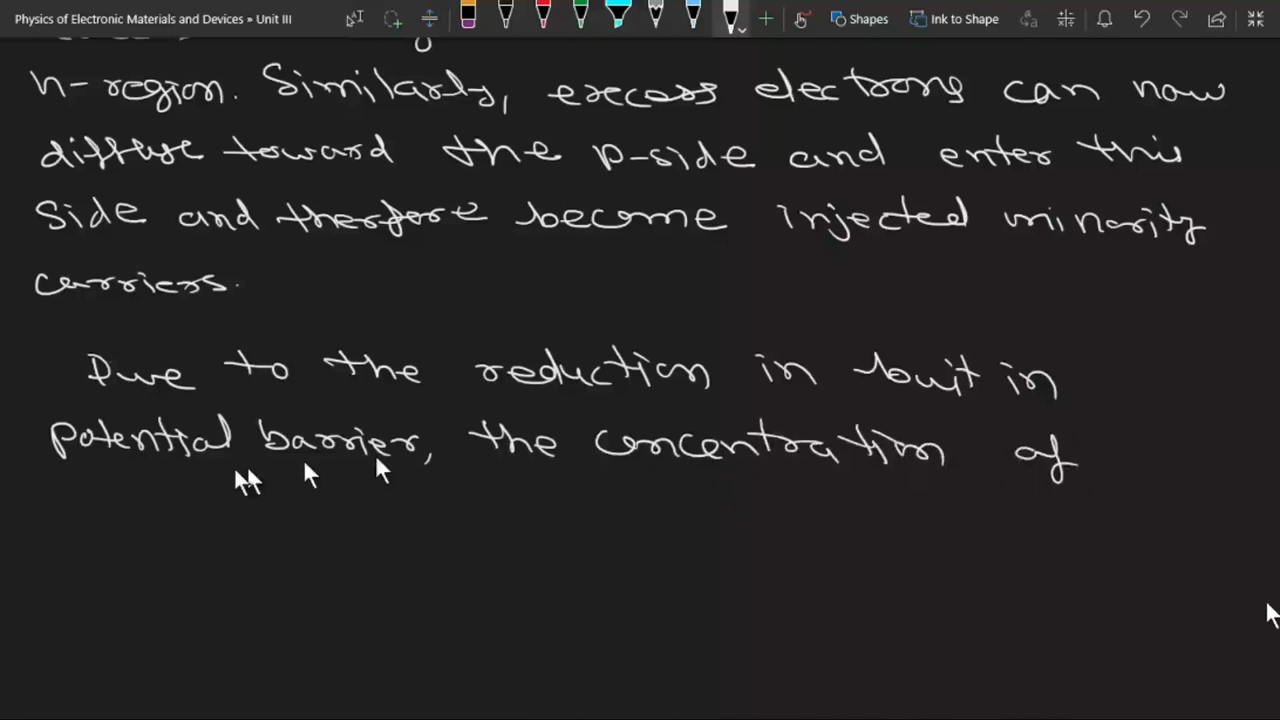 Physics of Electronic Materials and Devices » Unit III
Shapes
Ink to Shape
n-region. Similarly, excess electrons can now
diffuse toward the p-side and enter this
Side and therefore become injected minority
carriers.
Due to the reduction in buit in
potential barrier, the concentration of